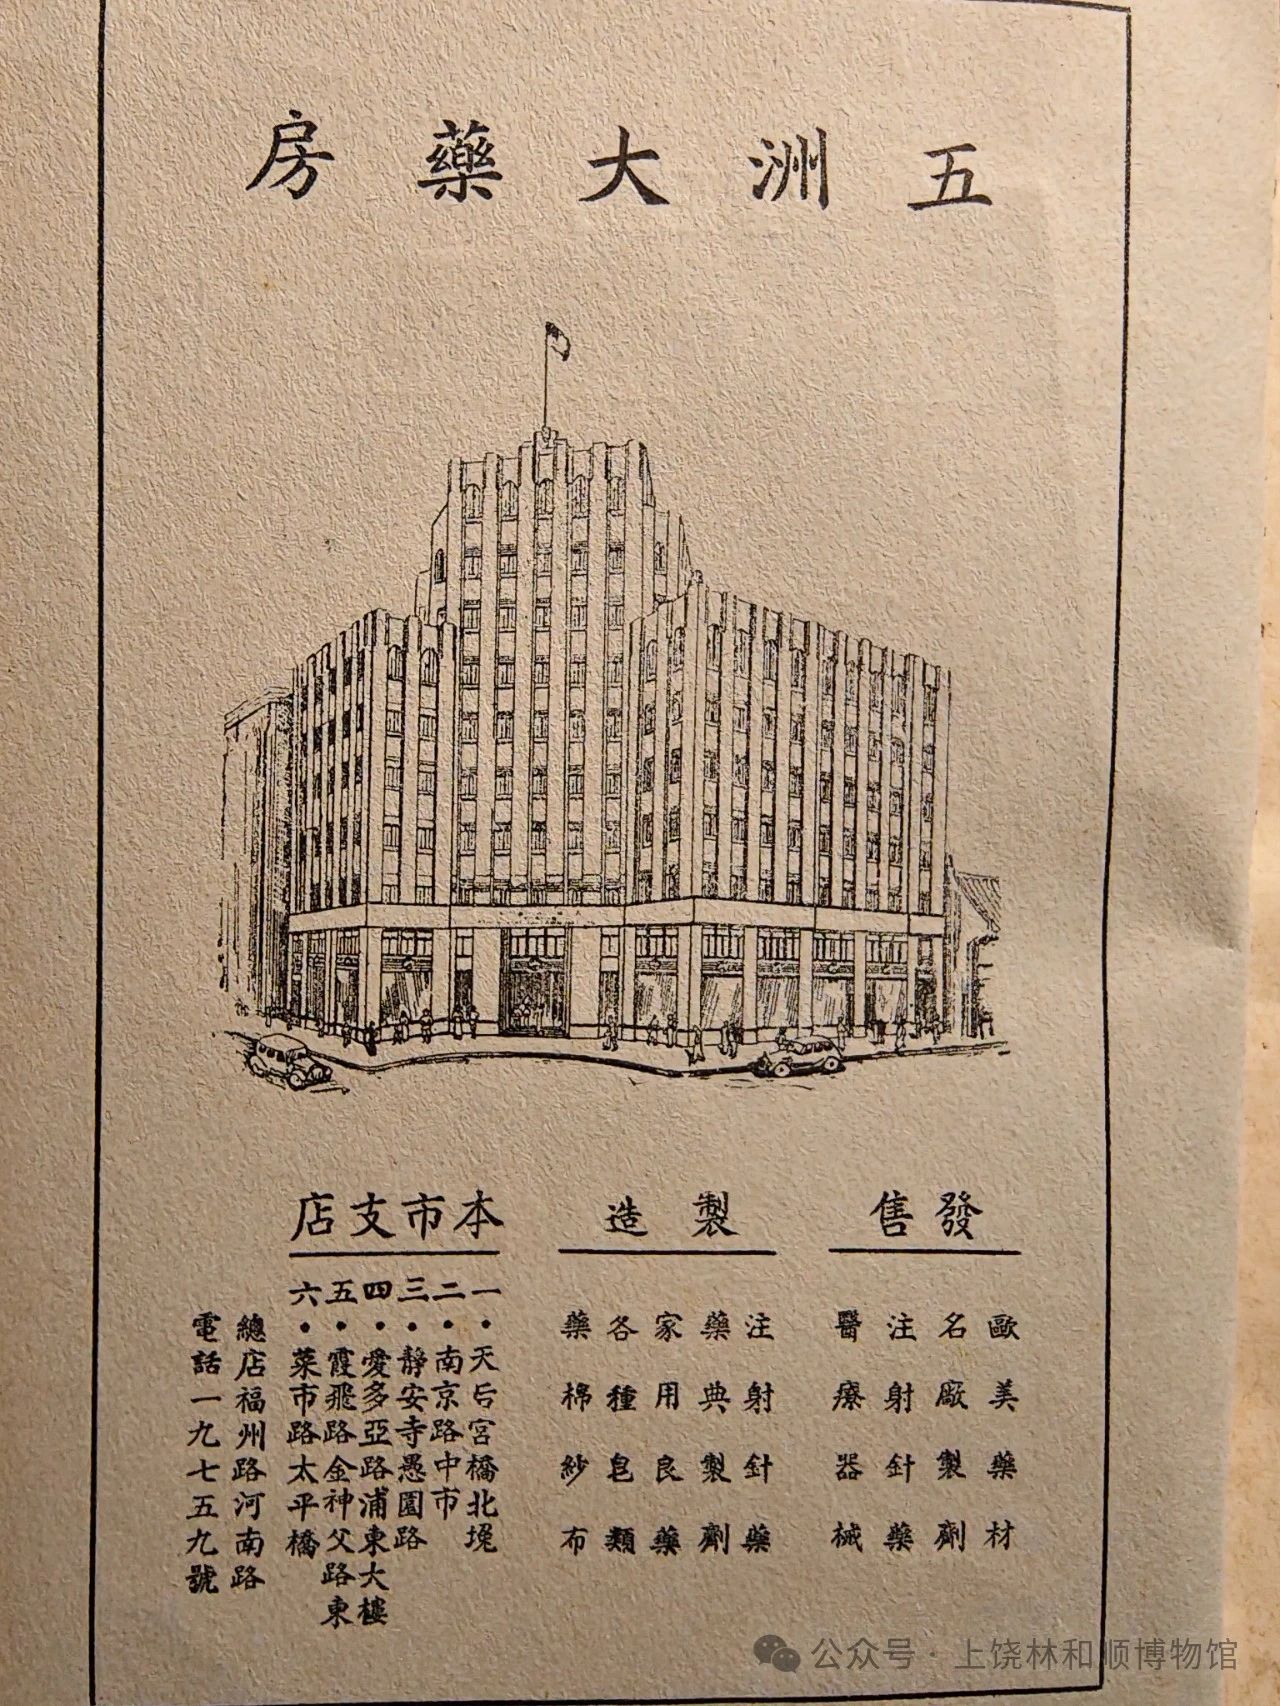 五洲大藥房
發售
歐美藥材
名廠製劑
注射針藥
醫療器械
製造
注射針藥
藥典製劑
家用良藥
各種皂類
藥棉紗布
本市支店
一・天后宮橋北堍
二・南京路中市
三・靜安寺愚園路
四・愛多亞路浦東大樓
五・霞飛路金神父路東
六・菜市路太平橋
總店福州路河南路
電話一九七五九號
公众号・上饶林和顺博物馆